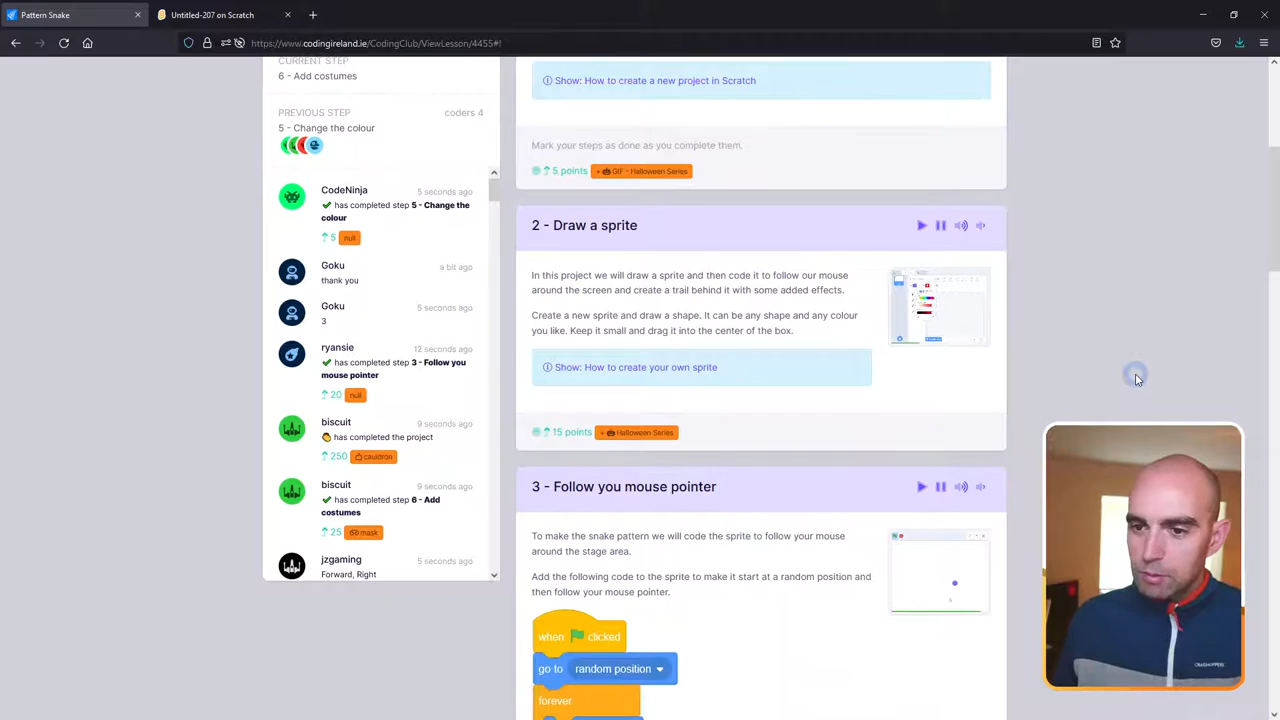 Pattern Snake
Untitled-207 on Scratch
https://www.codingireland.ie/CodingClub/ViewLesson/4455#!
CURRENT STEP
6 - Add costumes
PREVIOUS STEP
coders 4
5 - Change the colour
CodeNinja
5 seconds ago
has completed step 5 - Change the
colour
5 null
Goku
a bit ago
thank you
Goku
5 seconds ago
3
ryansie
12 seconds ago
has completed step 3 - Follow you
mouse pointer
20 null
biscuit
9 seconds ago
has completed the project
250 cauldron
biscuit
9 seconds ago
has completed step 6 - Add
costumes
25 mask
jzgaming
5 seconds ago
Forward, Right
Show: How to create a new project in Scratch
Mark your steps as done as you complete them.
5 points + GIF - Halloween Series
2 - Draw a sprite
In this project we will draw a sprite and then code it to follow our mouse
around the screen and create a trail behind it with some added effects.
Create a new sprite and draw a shape. It can be any shape and any colour
you like. Keep it small and drag it into the center of the box.
Show: How to create your own sprite
15 points + Halloween Series
3 - Follow you mouse pointer
To make the snake pattern we will code the sprite to follow your mouse
around the stage area.
Add the following code to the sprite to make it start at a random position and
then follow your mouse pointer.
when clicked
go to random position
forever